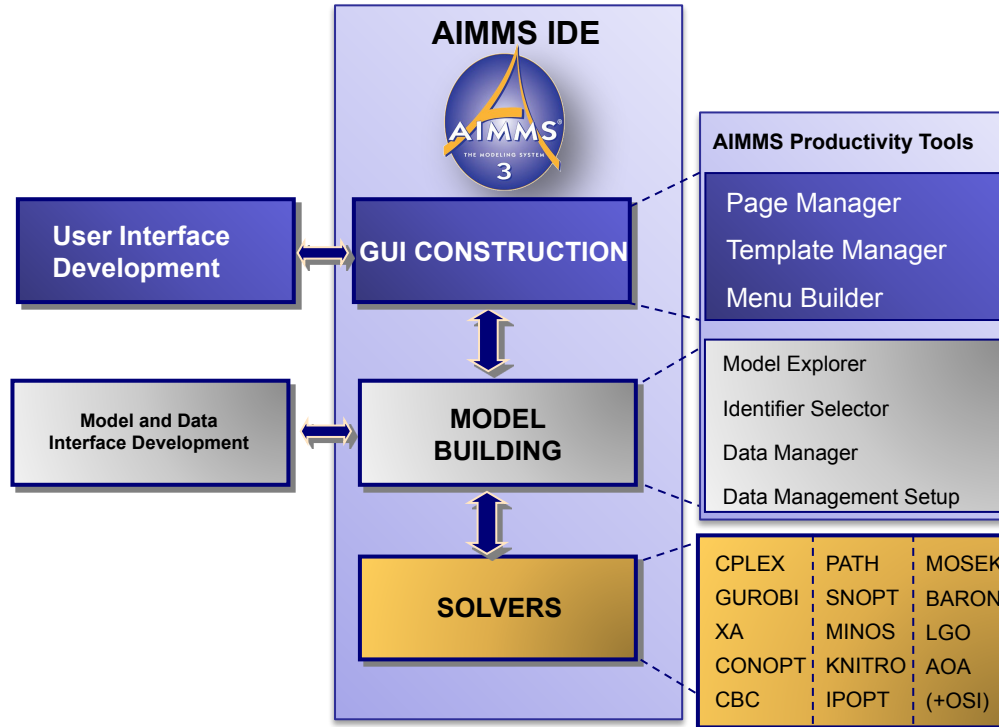 AIMMS IDE
AIMMS®
THE MODELING SYSTEM
3
AIMMS Productivity Tools
User Interface
Development
GUI CONSTRUCTION
Page Manager
Template Manager
Menu Builder
Model and Data
Interface Development
MODEL
BUILDING
Model Explorer
Identifier Selector
Data Manager
Data Management Setup
SOLVERS
CPLEX PATH MOSEK
GUROBI SNOPT BARON
XA MINOS LGO
CONOPT KNITRO AOA
CBC IPOPT (+OSI)